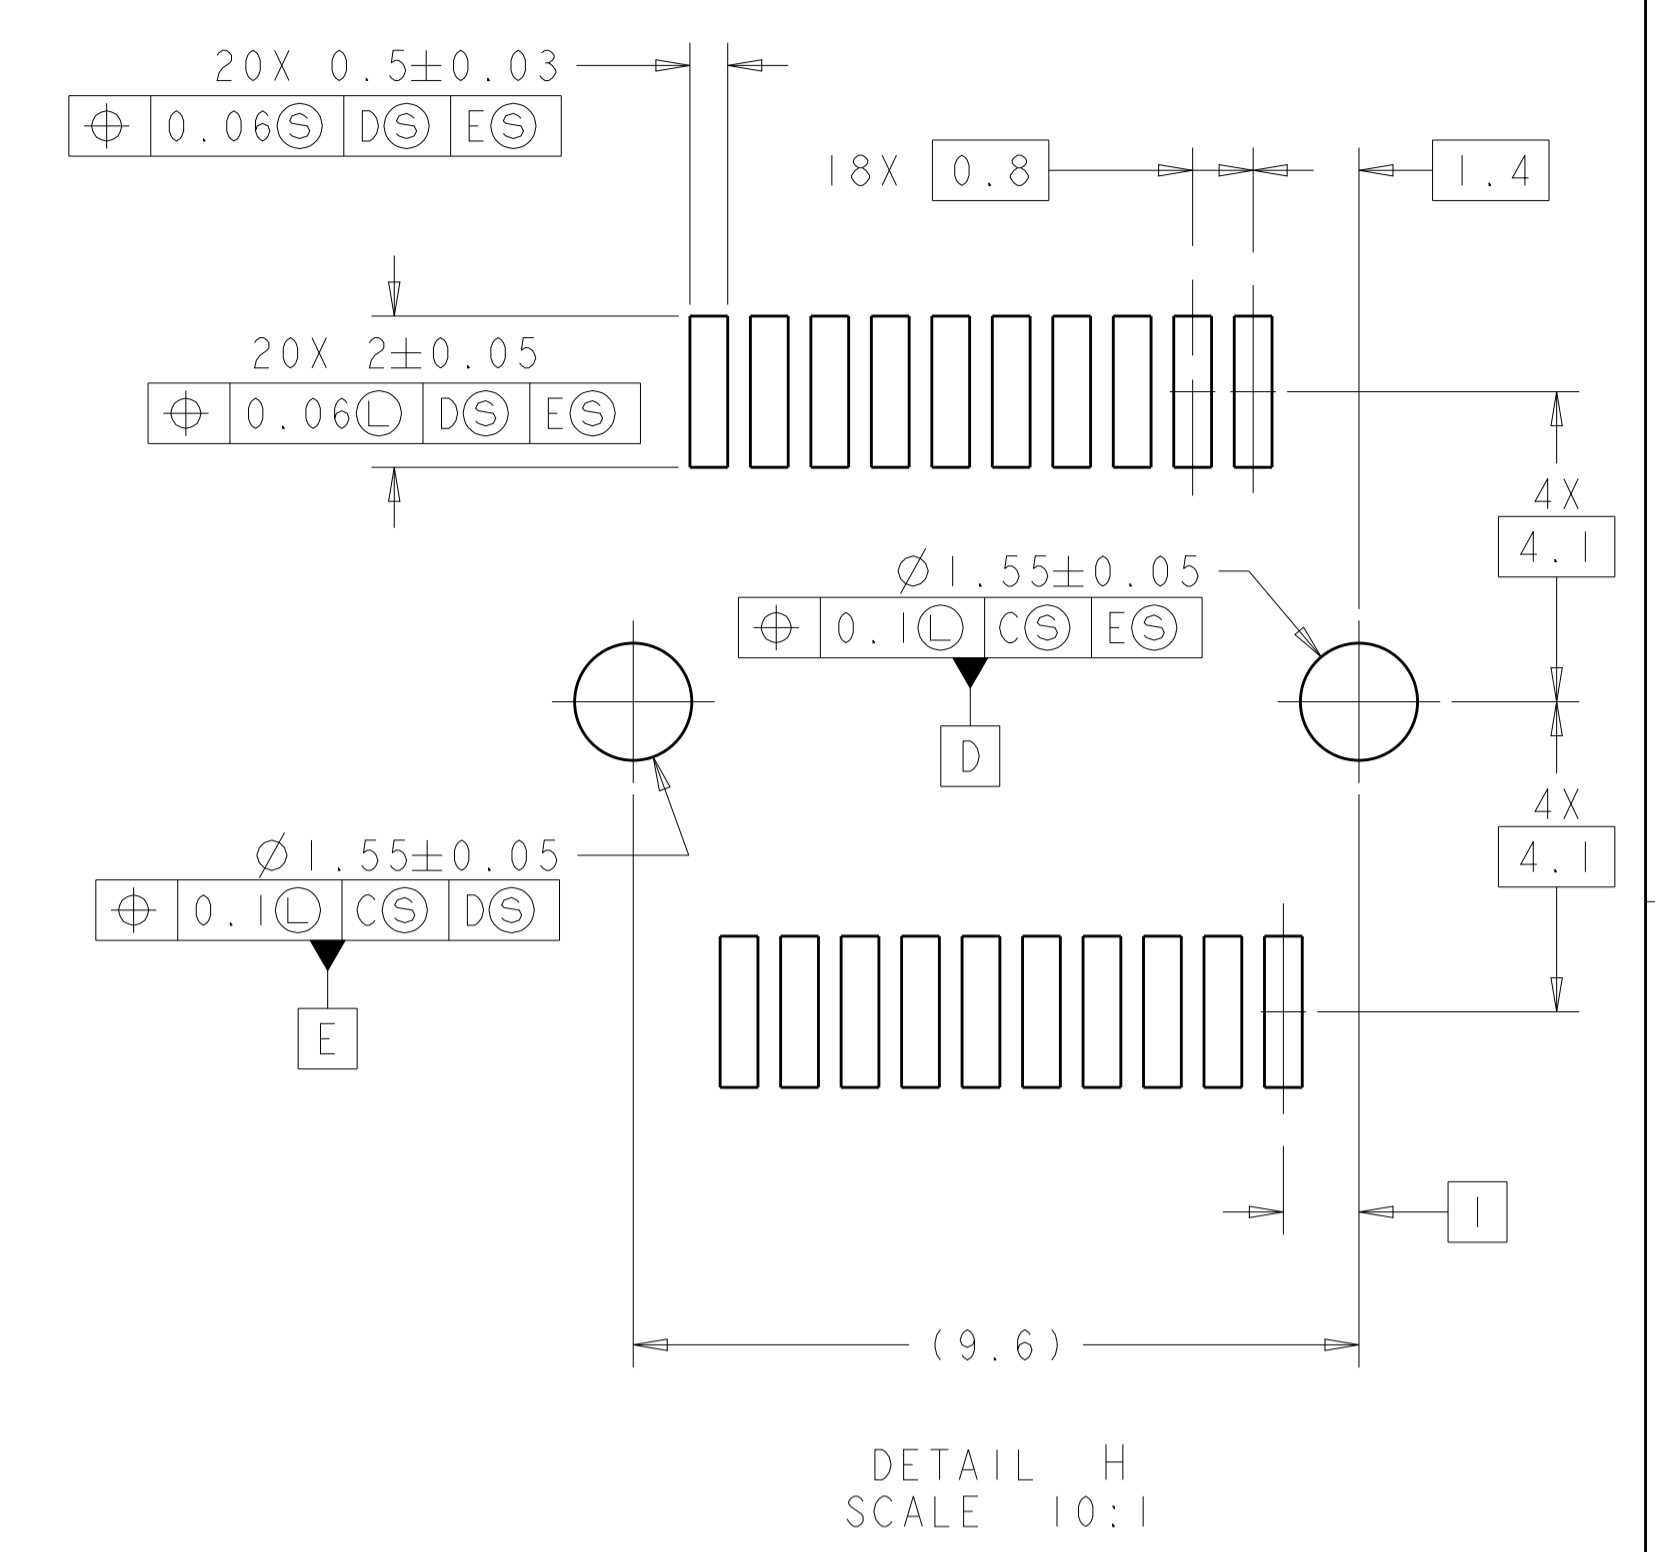 20X 0.5±0.03
⌖ 0.06Ⓢ DⓈ EⓈ
18X 0.8
1.4
20X 2±0.05
⌖ 0.06Ⓛ DⓈ EⓈ
4X
4.1
Ø1.55±0.05
⌖ 0.1Ⓛ CⓈ EⓈ
D
4X
4.1
Ø1.55±0.05
⌖ 0.1Ⓛ CⓈ DⓈ
E
1
(9.6)
DETAIL H
SCALE 10:1